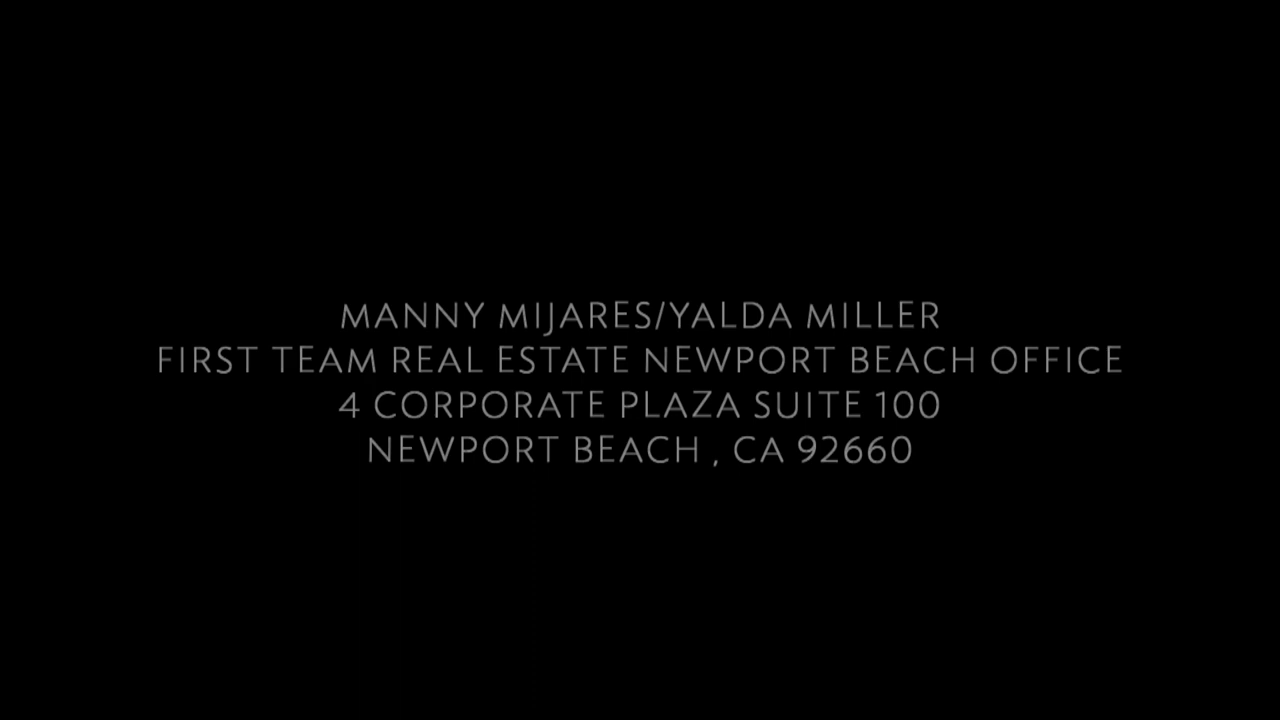 MANNY MIJARES/YALDA MILLER
FIRST TEAM REAL ESTATE NEWPORT BEACH OFFICE
4 CORPORATE PLAZA SUITE 100
NEWPORT BEACH , CA 92660